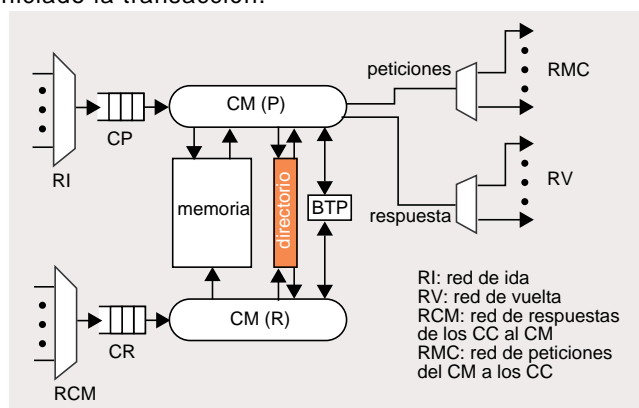 niciado la transacción.
peticiones
RMC
CM (P)
CP
RI
memoria
directorio
BTP
RV
respuesta
CM (R)
CR
RCM
RI: red de ida
RV: red de vuelta
RCM: red de respuestas
de los CC al CM
RMC: red de peticiones
del CM a los CC